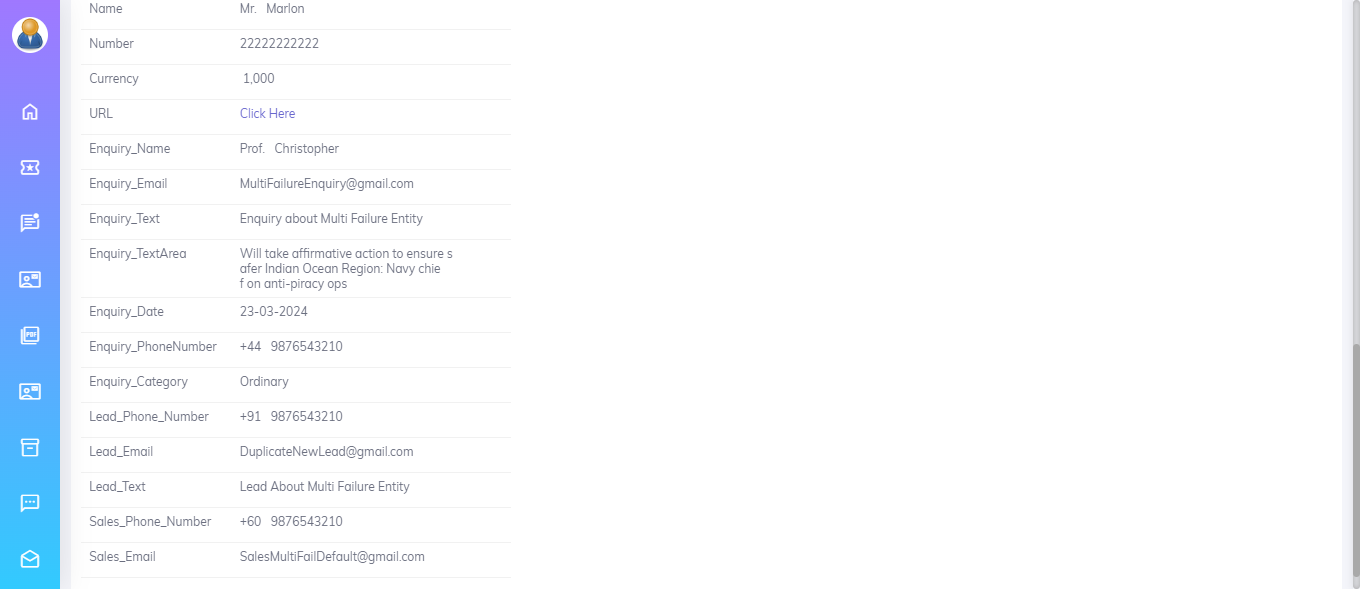 Name Mr. Marlon
Number 22222222222
Currency 1,000
URL Click Here
Enquiry_Name Prof. Christopher
Enquiry_Email MultiFailureEnquiry@gmail.com
Enquiry_Text Enquiry about Multi Failure Entity
Enquiry_TextArea Will take affirmative action to ensure s
afer Indian Ocean Region: Navy chie
f on anti-piracy ops
Enquiry_Date 23-03-2024
Enquiry_PhoneNumber +44 9876543210
Enquiry_Category Ordinary
Lead_Phone_Number +91 9876543210
Lead_Email DuplicateNewLead@gmail.com
Lead_Text Lead About Multi Failure Entity
Sales_Phone_Number +60 9876543210
Sales_Email SalesMultiFailDefault@gmail.com
PDF